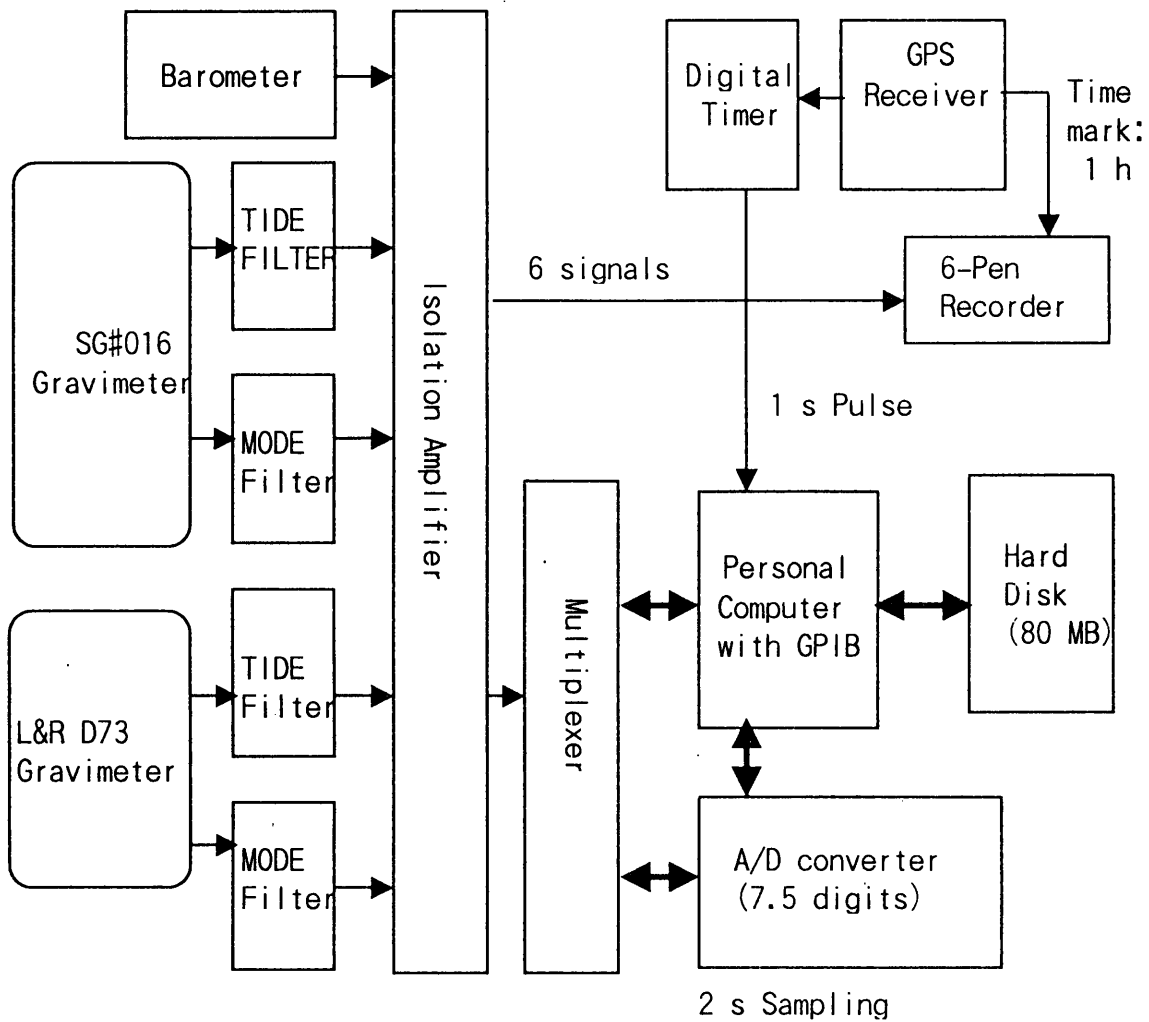 Barometer
Digital
Timer
GPS
Receiver
Time
mark:
1 h
TIDE
FILTER
6 signals
6-Pen
Recorder
SG#016
Gravimeter
Isolation Amplifier
MODE
Filter
1 s Pulse
Multiplexer
Personal
Computer
with GPIB
Hard
Disk
(80 MB)
TIDE
Filter
L&R D73
Gravimeter
MODE
Filter
A/D converter
(7.5 digits)
2 s Sampling